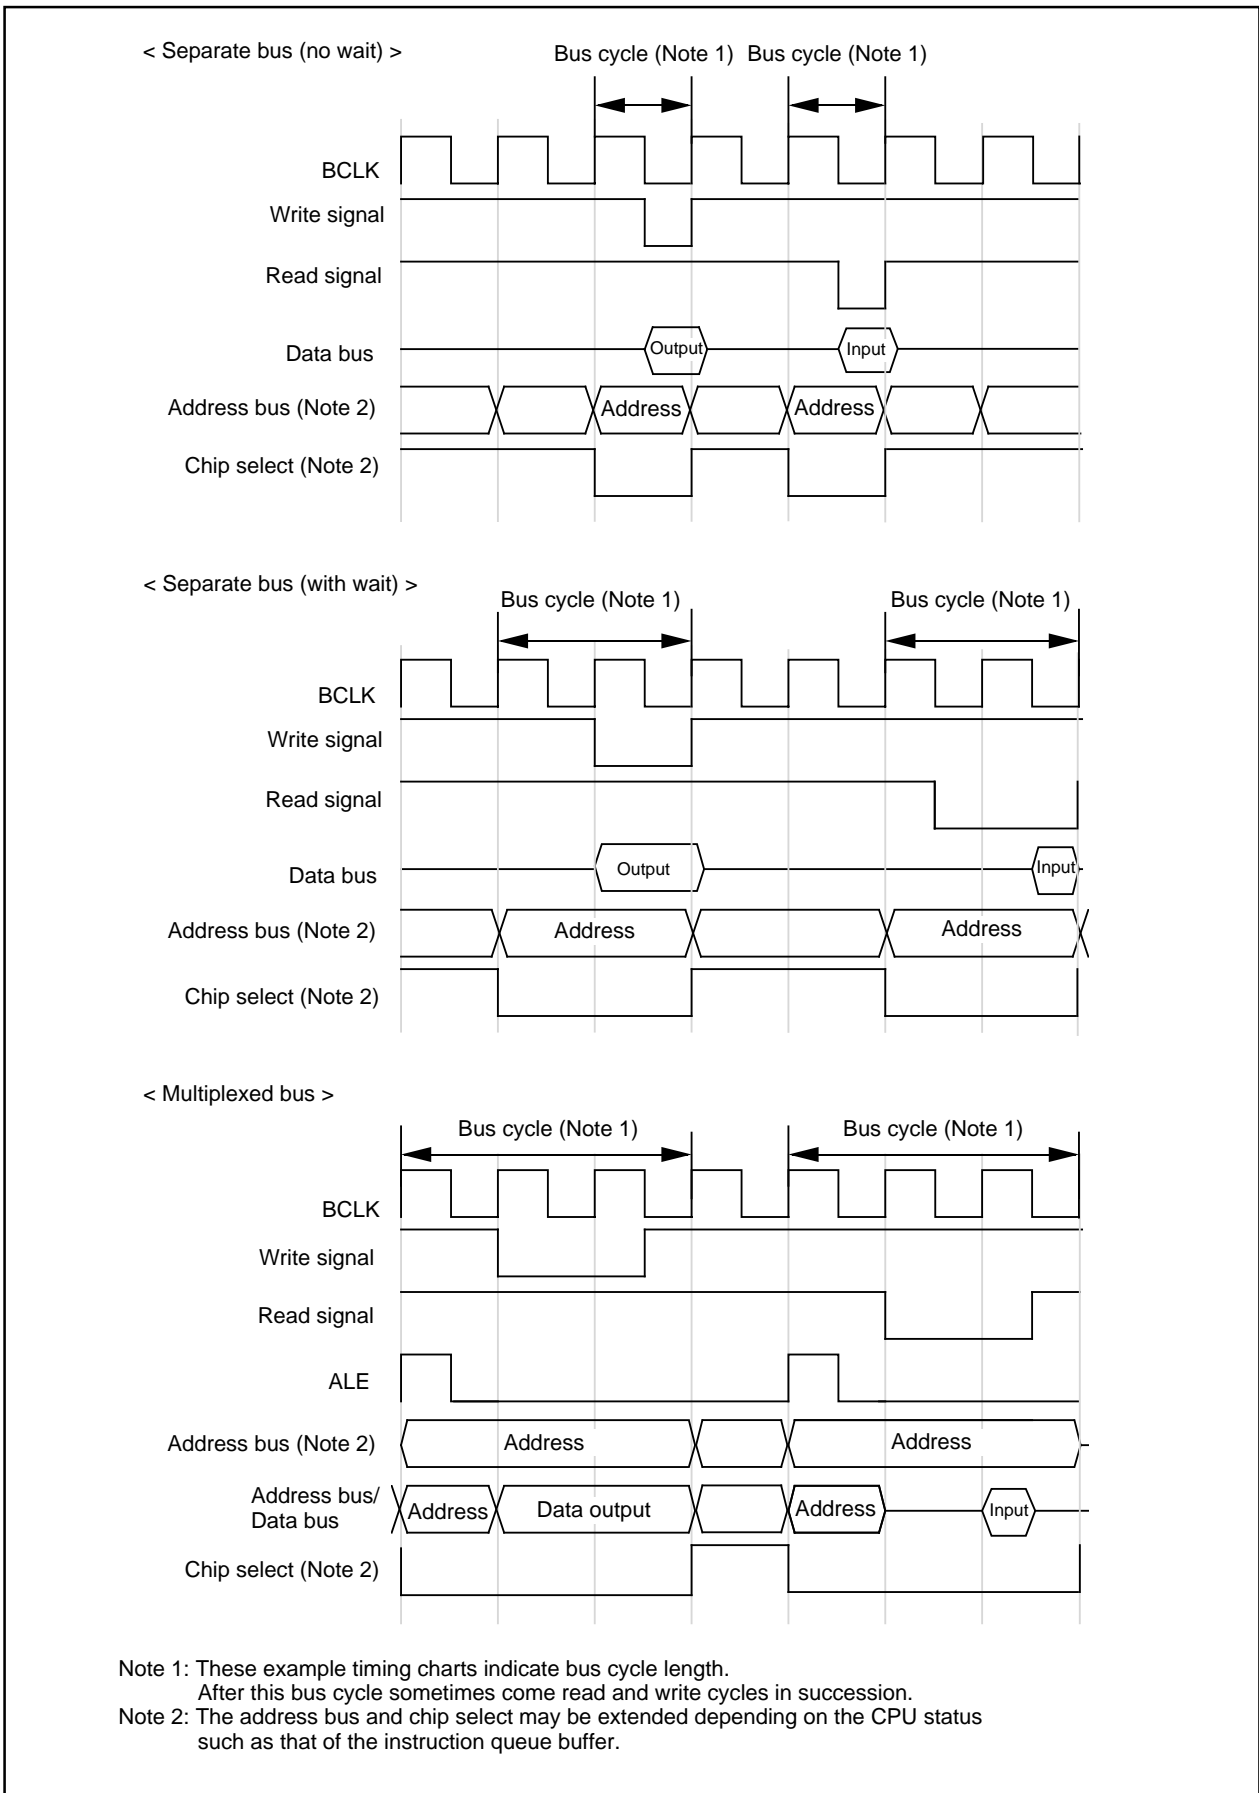 < Separate bus (no wait) >
Bus cycle (Note 1) Bus cycle (Note 1)
BCLK
Write signal
Read signal
Data bus
Output
Input
Address bus (Note 2)
Address
Address
Chip select (Note 2)
< Separate bus (with wait) >
Bus cycle (Note 1)
Bus cycle (Note 1)
BCLK
Write signal
Read signal
Data bus
Output
Input
Address bus (Note 2)
Address
Address
Chip select (Note 2)
< Multiplexed bus >
Bus cycle (Note 1)
Bus cycle (Note 1)
BCLK
Write signal
Read signal
ALE
Address bus (Note 2)
Address
Address
Address bus/
Data bus
Address
Data output
Address
Input
Chip select (Note 2)
Note 1: These example timing charts indicate bus cycle length.
After this bus cycle sometimes come read and write cycles in succession.
Note 2: The address bus and chip select may be extended depending on the CPU status
such as that of the instruction queue buffer.